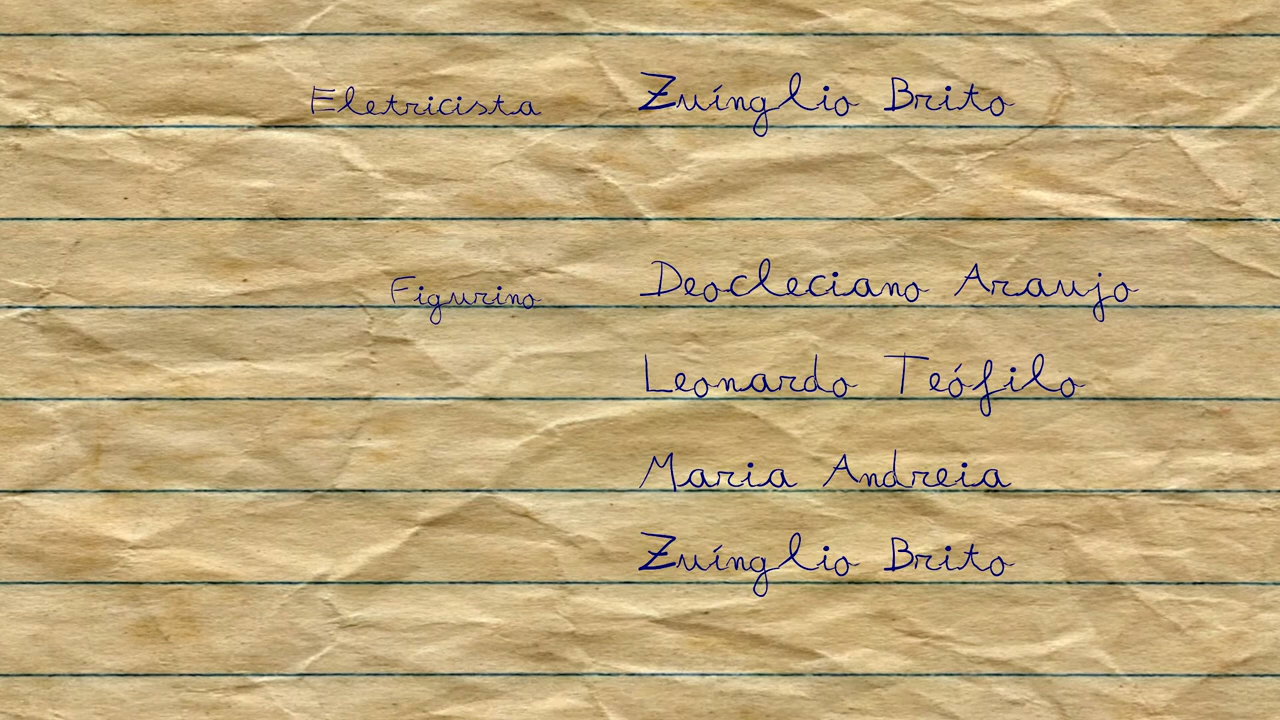 Eletricista Zuínglio Brito
Figurino Deocleciano Araujo
Leonardo Teófilo
Maria Andreia
Zuínglio Brito